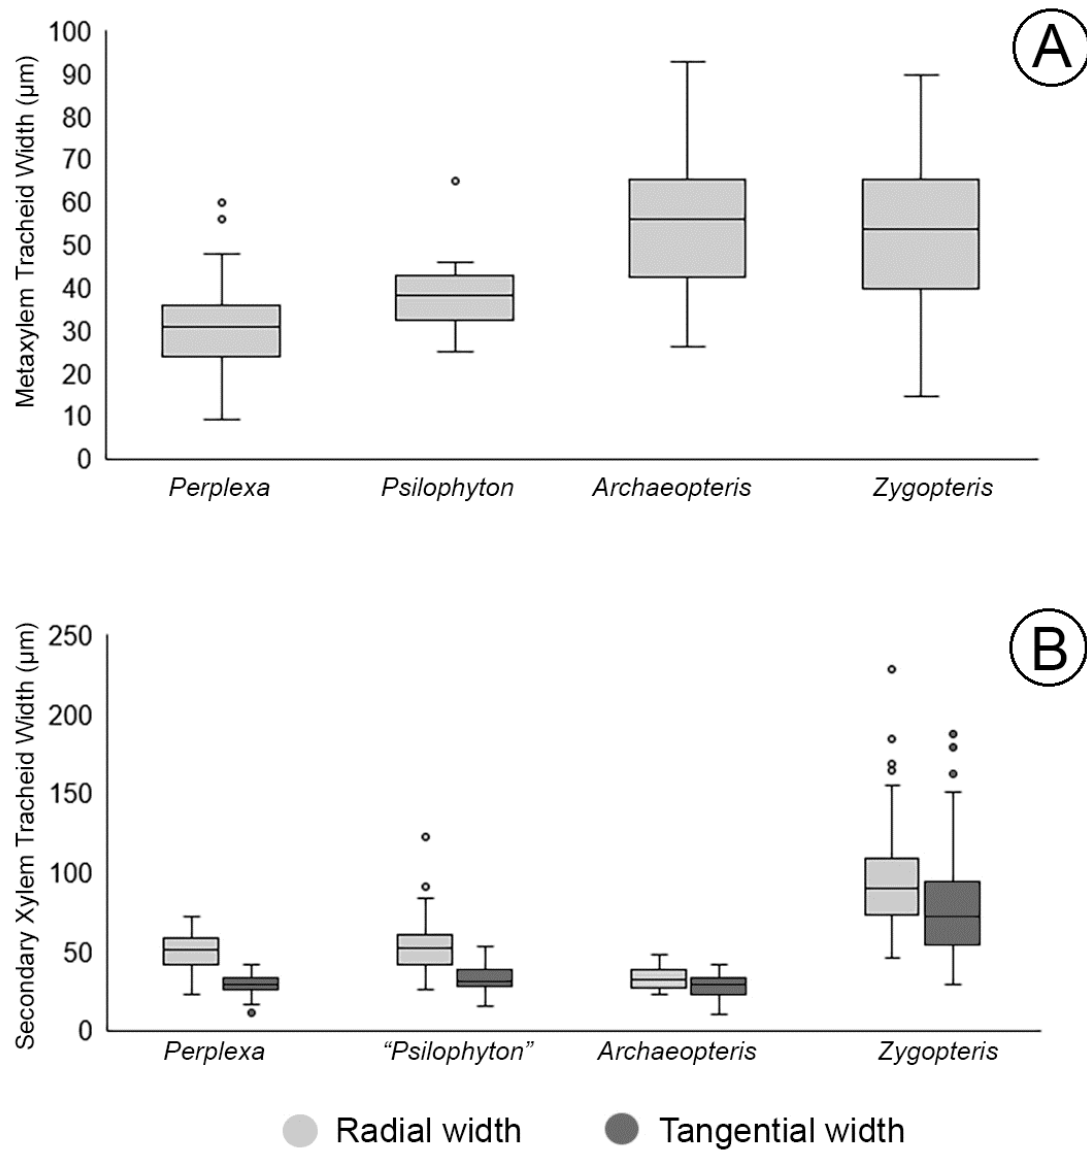 A
Metaxylem Tracheid Width (μm)
100
90
80
70
60
50
40
30
20
10
0
Perplexa Psilophyton Archaeopteris Zygopteris
B
Secondary Xylem Tracheid Width (μm)
250
200
150
100
50
0
Perplexa “Psilophyton” Archaeopteris Zygopteris
Radial width Tangential width